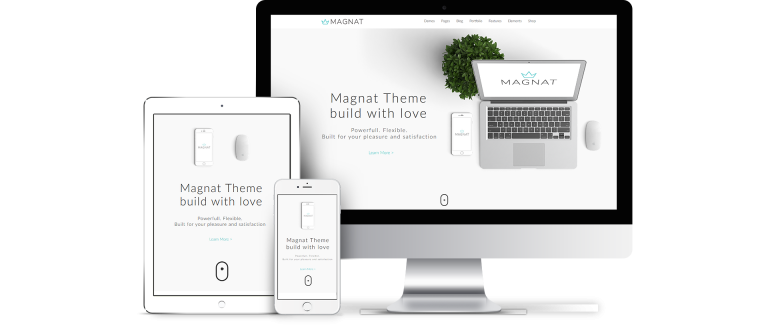 MAGNAT
Demos Pages Blog Portfolio Features Elements Shop
Magnat Theme
build with love
Powerfull. Flexible.
Built for your pleasure and satisfaction
Learn More >
MAGNAT
Magnat Theme
build with love
Powerfull. Flexible.
Built for your pleasure and satisfaction
Learn More >
Magnat Theme
build with love